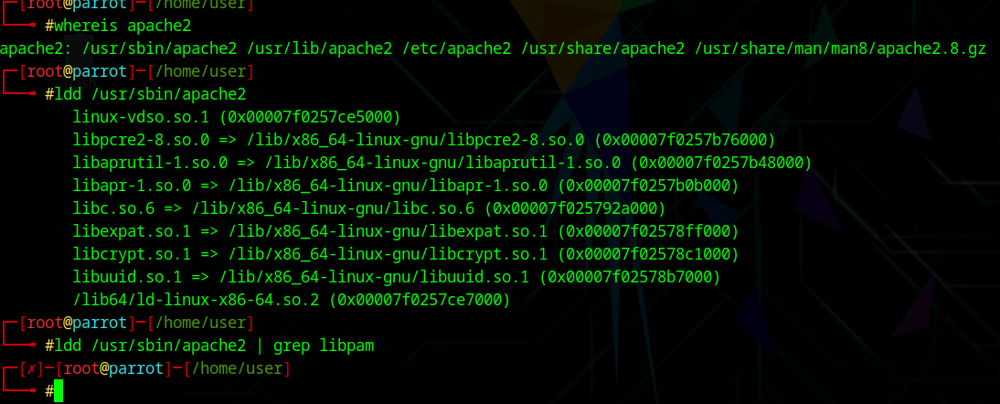 ┌─[root@parrot]─[/home/user]
└──╼ #whereis apache2
apache2: /usr/sbin/apache2 /usr/lib/apache2 /etc/apache2 /usr/share/apache2 /usr/share/man/man8/apache2.8.gz
┌─[root@parrot]─[/home/user]
└──╼ #ldd /usr/sbin/apache2
linux-vdso.so.1 (0x00007f0257ce5000)
libpcre2-8.so.0 => /lib/x86_64-linux-gnu/libpcre2-8.so.0 (0x00007f0257b76000)
libaprutil-1.so.0 => /lib/x86_64-linux-gnu/libaprutil-1.so.0 (0x00007f0257b48000)
libapr-1.so.0 => /lib/x86_64-linux-gnu/libapr-1.so.0 (0x00007f0257b0b000)
libc.so.6 => /lib/x86_64-linux-gnu/libc.so.6 (0x00007f025792a000)
libexpat.so.1 => /lib/x86_64-linux-gnu/libexpat.so.1 (0x00007f02578ff000)
libcrypt.so.1 => /lib/x86_64-linux-gnu/libcrypt.so.1 (0x00007f02578c1000)
libuuid.so.1 => /lib/x86_64-linux-gnu/libuuid.so.1 (0x00007f02578b7000)
/lib64/ld-linux-x86-64.so.2 (0x00007f0257ce7000)
┌─[root@parrot]─[/home/user]
└──╼ #ldd /usr/sbin/apache2 | grep libpam
┌─[✗]─[root@parrot]─[/home/user]
└──╼ #